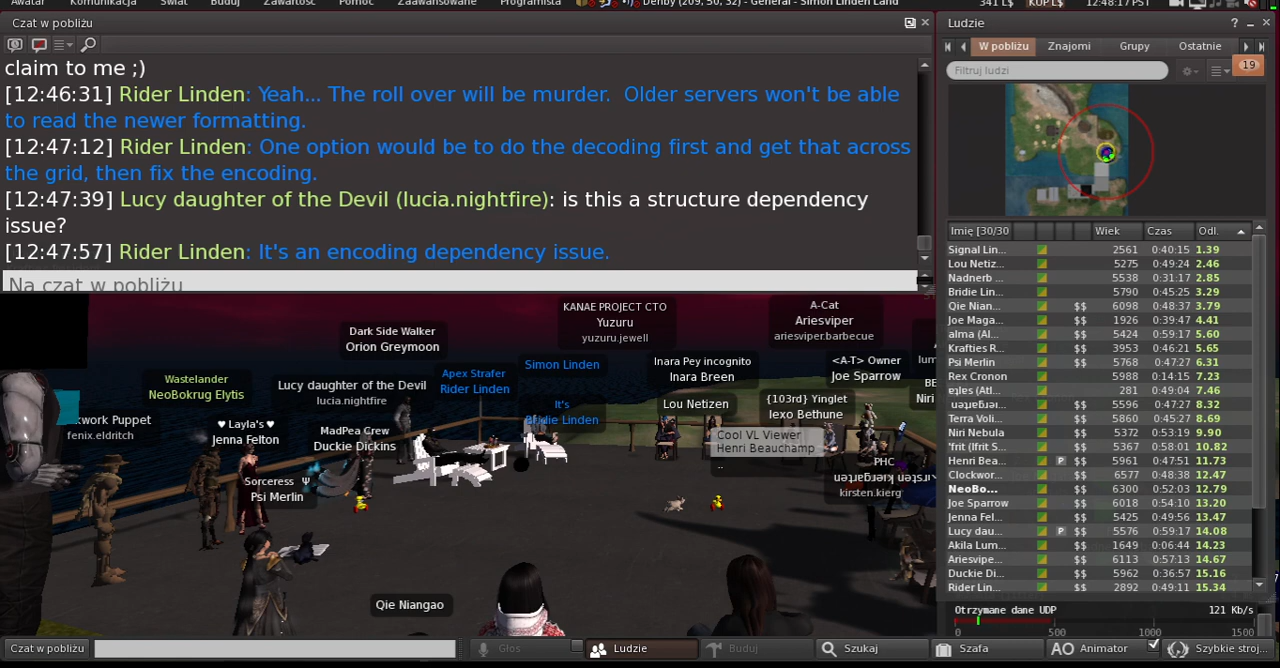 Awatar Komunikacja Świat Buduj Zawartość Pomoc Zaawansowane Programista Denby (209, 50, 32) - General - Simon Linden Land 341 L$ KUP L$ 12:48:17 PST
Czat w pobliżu
claim to me ;)
[12:46:31] Rider Linden: Yeah... The roll over will be murder.  Older servers won't be able
to read the newer formatting.
[12:47:12] Rider Linden: One option would be to do the decoding first and get that across
the grid, then fix the encoding.
[12:47:39] Lucy daughter of the Devil (lucia.nightfire): is this a structure dependency
issue?
[12:47:57] Rider Linden: It's an encoding dependency issue.
Na czat w pobliżu
KANAE PROJECT CTO
Yuzuru
yuzuru.jewell
A-Cat
Ariesviper
ariesviper.barbecue
Dark Side Walker
Orion Greymoon
Simon Linden
Apex Strafer
Rider Linden
Inara Pey incognito
Inara Breen
<A-T> Owner
Joe Sparrow
lum
Wastelander
NeoBokrug Elytis
Lucy daughter of the Devil
lucia.nightfire
It's
Bridie Linden
Lou Netizen
{103rd} Yinglet
Iexo Bethune
BE
Niri
work Puppet
fenix.eldritch
♥ Layla's ♥
Jenna Felton
MadPea Crew
Duckie Dickins
Cool VL Viewer
Henri Beauchamp
..
Sorceress Ψ
Psi Merlin
PHC
kirsten.kierg
Qie Niangao
Ludzie
? _ ×
W pobliżu Znajomi Grupy Ostatnie
Filtruj ludzi
19
Imię [30/30 Wiek Czas Odl.
Signal Lin... 2561 0:40:15 1.39
Lou Netiz... 5275 0:49:24 2.46
Nadnerb ... 5538 0:31:17 2.85
Bridie Lin... 5790 0:45:25 3.29
Qie Nian... $$ 6098 0:48:37 3.79
Joe Maga... $$ 1926 0:39:47 4.41
alma (Al... $$ 5424 0:59:17 5.60
Krafties R... $$ 3953 0:46:21 5.65
Psi Merlin $$ 5768 0:47:27 6.31
Rex Cronon 5988 0:14:15 7.23
(Atl... 281 0:49:04 7.46
$$ 5596 0:47:27 8.32
Terra Voli... $$ 5860 0:45:27 8.69
Niri Nebula $$ 5372 0:53:19 9.90
'frit (Ifrit S... $$ 5367 0:58:01 10.82
Henri Bea... P $$ 5961 0:47:51 11.73
Clockwor... $$ 6577 0:48:38 12.47
NeoBo... $$ 6300 0:52:03 12.79
Joe Sparrow $$ 6018 0:54:10 13.20
Jenna Fel... $$ 5425 0:49:56 13.47
Lucy dau... P $$ 5576 0:59:17 14.08
Akila Lum... $$ 1649 0:06:44 14.23
Ariesvipe... $$ 6113 0:57:13 14.67
Duckie Di... $$ 5962 0:36:57 15.16
Rider Lin... $$ 2892 0:49:11 15.34
Otrzymane dane UDP 121 Kb/s
0 500 1000 1500
Czat w pobliżu Głos Ludzie Buduj Szukaj Szafa AO Animator Szybkie stroj...